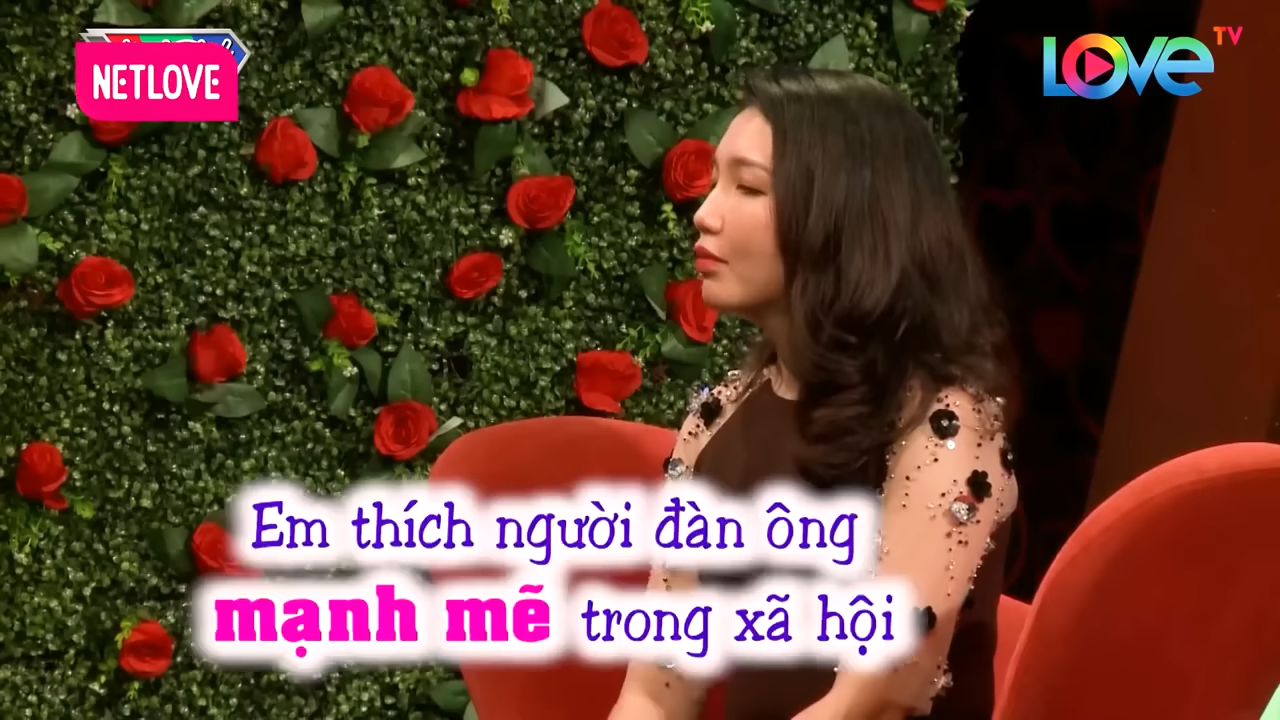 NETLOVE
LOVE TV
Em thích người đàn ông
mạnh mẽ trong xã hội